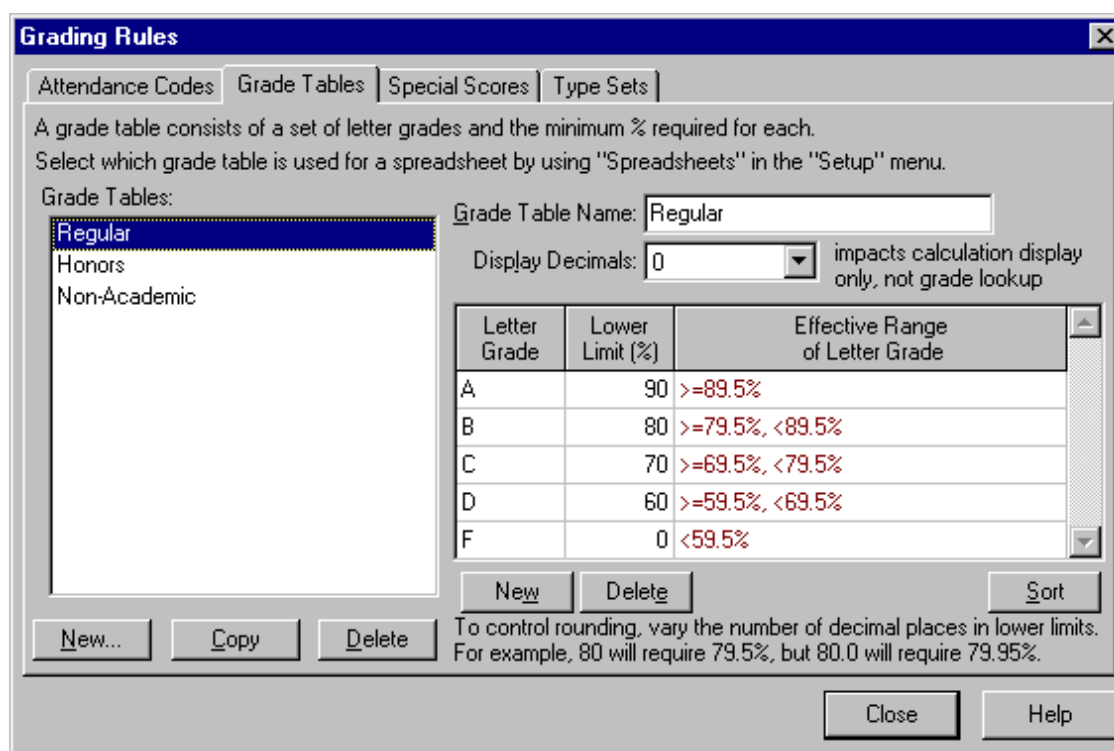 Grading Rules
Attendance Codes Grade Tables Special Scores Type Sets
A grade table consists of a set of letter grades and the minimum % required for each.
Select which grade table is used for a spreadsheet by using "Spreadsheets" in the "Setup" menu.
Grade Tables:
Regular
Honors
Non-Academic
Grade Table Name: Regular
Display Decimals: 0
impacts calculation display
only, not grade lookup
Letter Grade Lower Limit (%) Effective Range of Letter Grade
A 90 >=89.5%
B 80 >=79.5%, <89.5%
C 70 >=69.5%, <79.5%
D 60 >=59.5%, <69.5%
F 0 <59.5%
New Delete Sort
To control rounding, vary the number of decimal places in lower limits.
For example, 80 will require 79.5%, but 80.0 will require 79.95%.
New... Copy Delete
Close Help